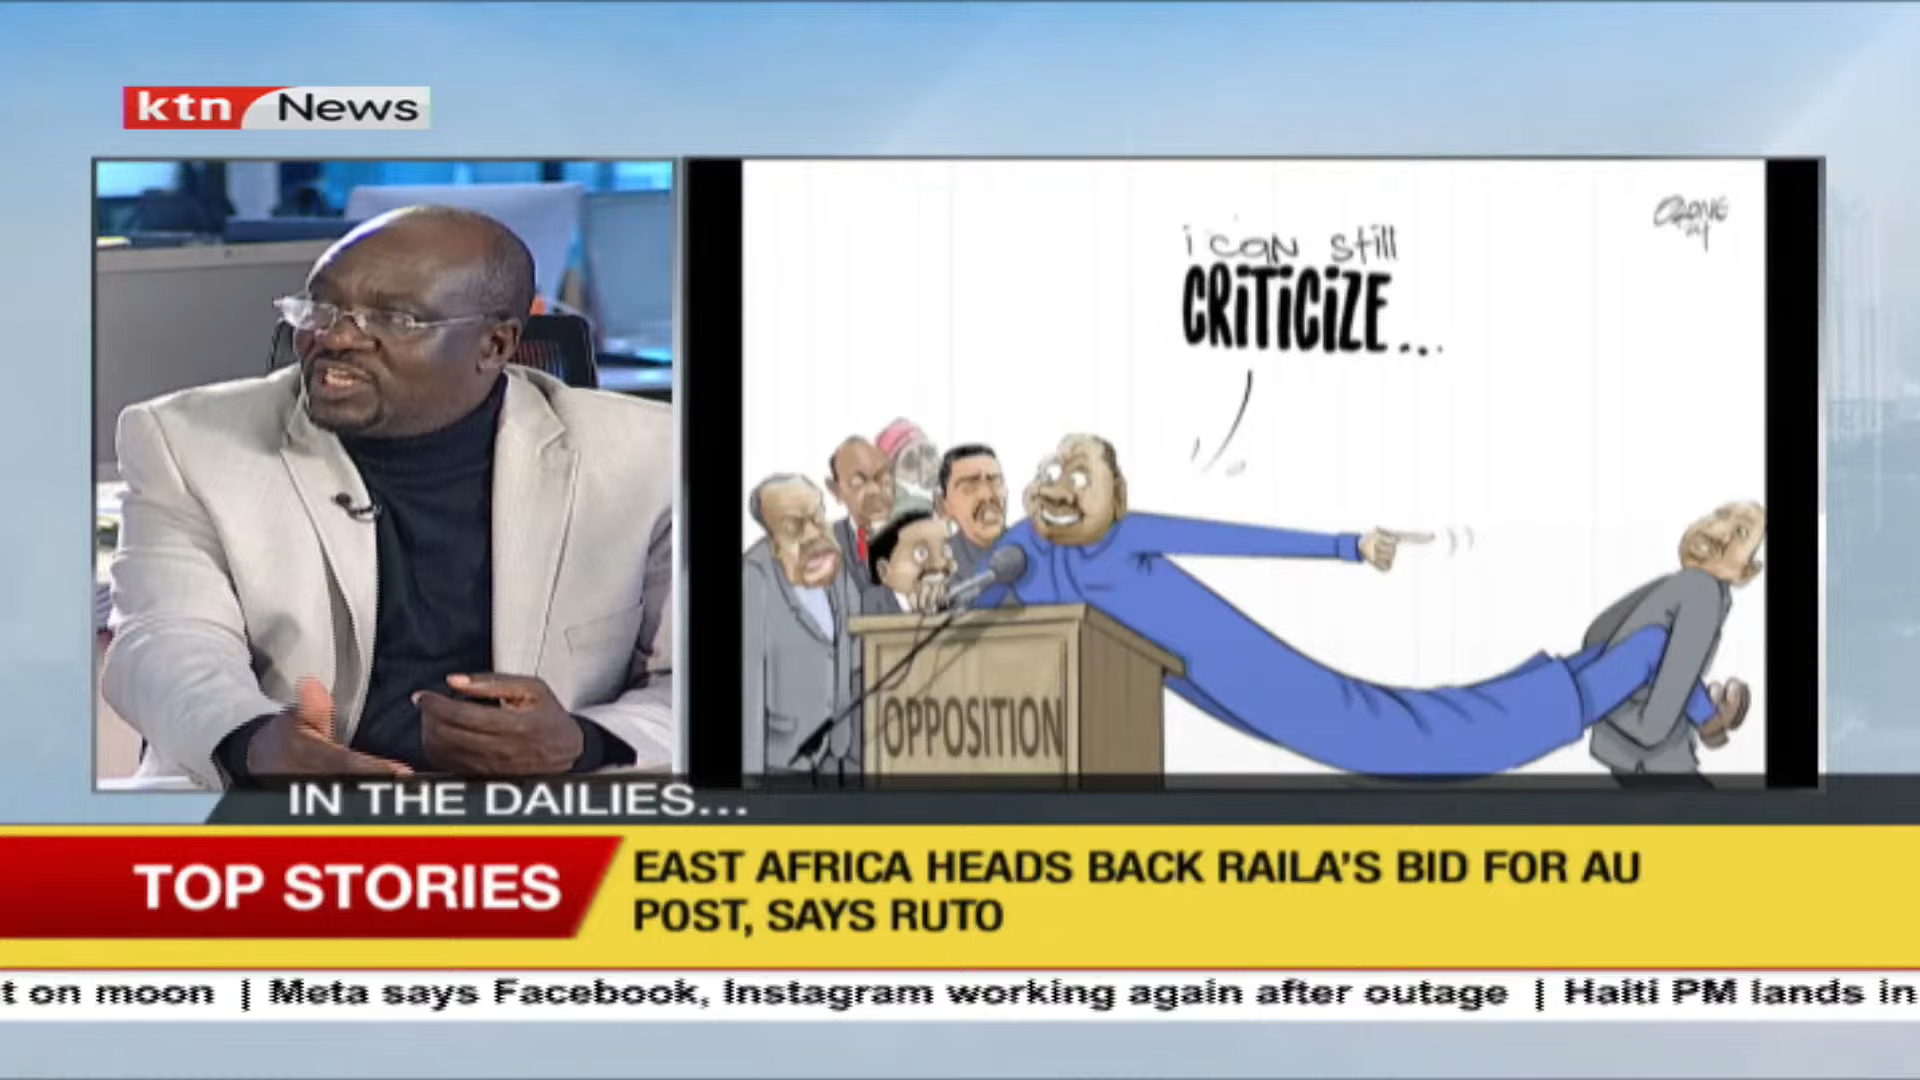 ktn News
i can still
CRITICIZE...
OPPOSITION
IN THE DAILIES...
TOP STORIES
EAST AFRICA HEADS BACK RAILA'S BID FOR AU
POST, SAYS RUTO
t on moon | Meta says Facebook, Instagram working again after outage | Haiti PM lands in